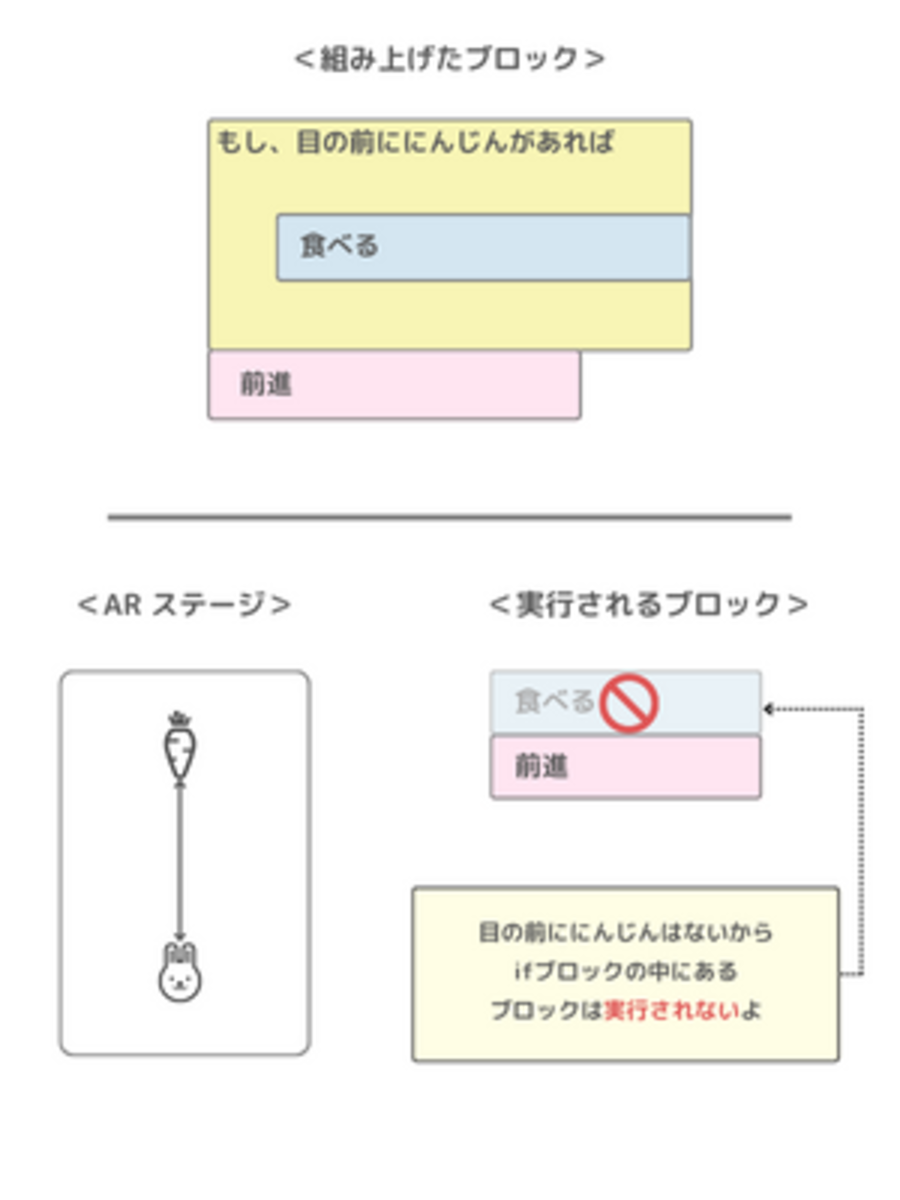 ＜組み上げたブロック＞
もし、目の前ににんじんがあれば
食べる
前進
＜AR ステージ＞
＜実行されるブロック＞
食べる
前進
目の前ににんじんはないから
ifブロックの中にある
ブロックは実行されないよ